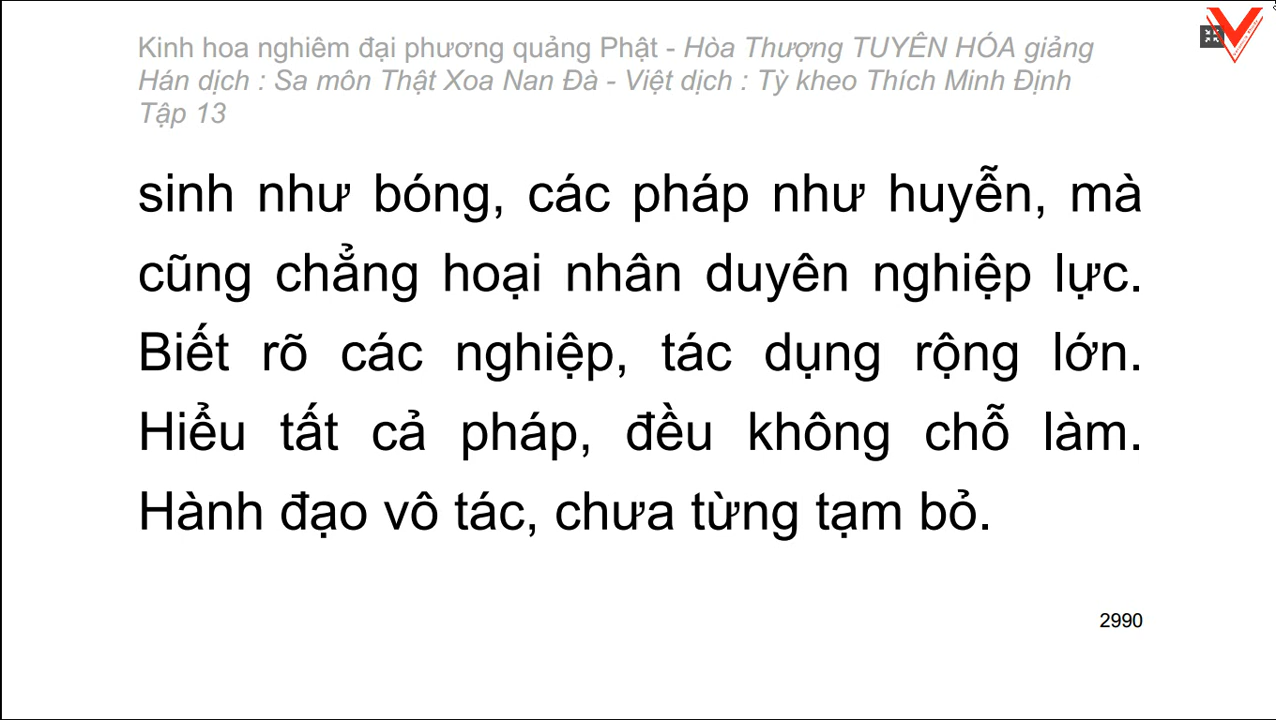 Kinh hoa nghiêm đại phương quảng Phật - Hòa Thượng TUYÊN HÓA giảng
Hán dịch : Sa môn Thật Xoa Nan Đà - Việt dịch : Tỳ kheo Thích Minh Định
Tập 13
sinh như bóng, các pháp như huyễn, mà
cũng chẳng hoại nhân duyên nghiệp lực.
Biết rõ các nghiệp, tác dụng rộng lớn.
Hiểu tất cả pháp, đều không chỗ làm.
Hành đạo vô tác, chưa từng tạm bỏ.
2990